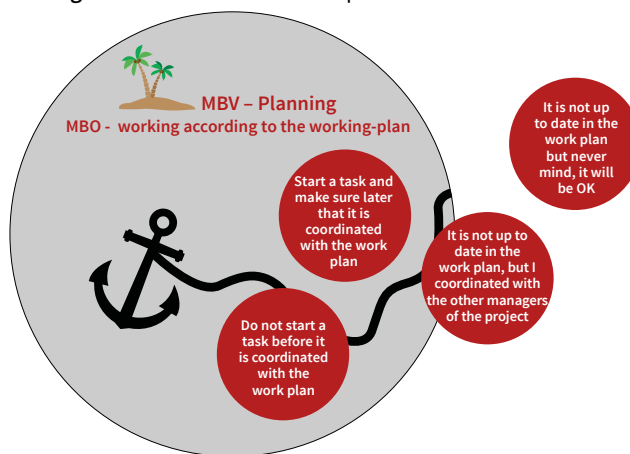 MBV – Planning
MBO - working according to the working-plan
It is not up
to date in the
work plan
but never
mind, it will
be OK
Start a task and
make sure later
that it is
coordinated
with the work
plan
It is not up to
date in the
work plan, but I
coordinated with
the other managers
of the project
Do not start a
task before it
is coordinated
with the
work plan